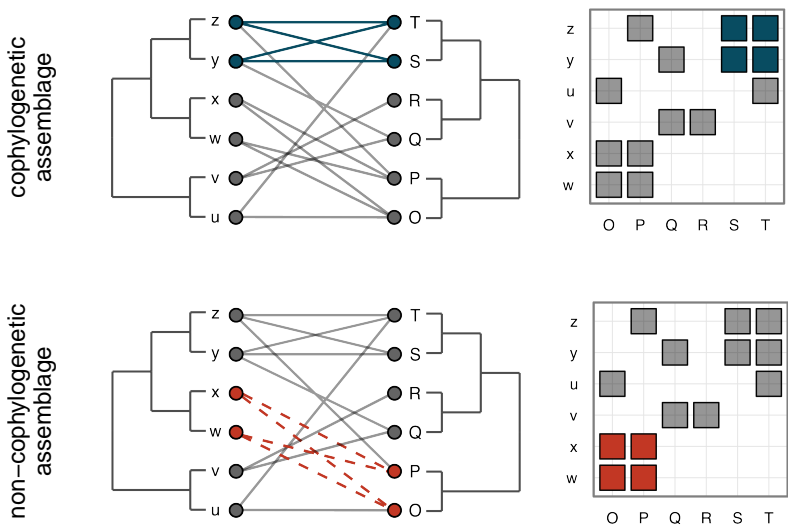 cophylogenetic
assemblage
z T
y S
x R
w Q
v P
u O
z
y
u
v
x
w
O P Q R S T
non−cophylogenetic
assemblage
z T
y S
x R
w Q
v P
u O
z
y
u
v
x
w
O P Q R S T